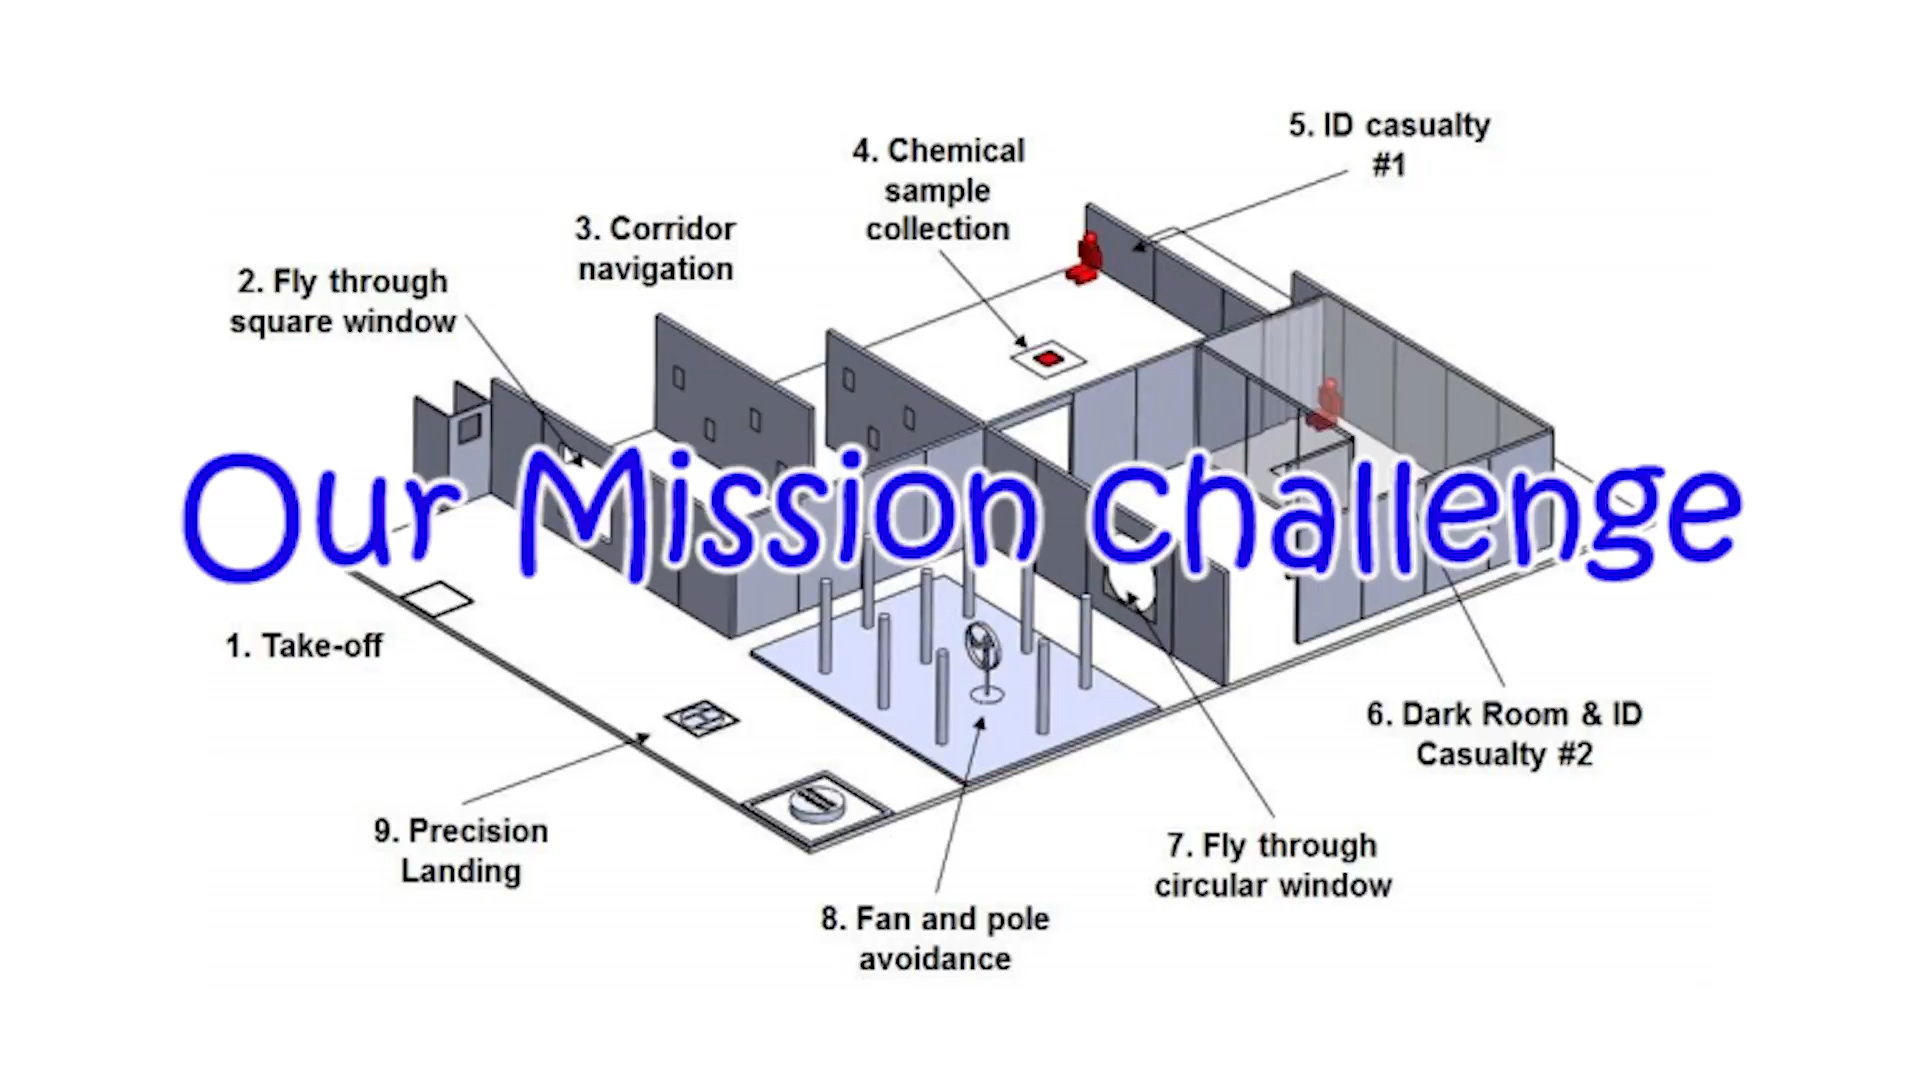 5. ID casualty
#1
4. Chemical
sample
collection
3. Corridor
navigation
2. Fly through
square window
Our Mission challenge
1. Take-off
6. Dark Room & ID
Casualty #2
9. Precision
Landing
7. Fly through
circular window
8. Fan and pole
avoidance
H